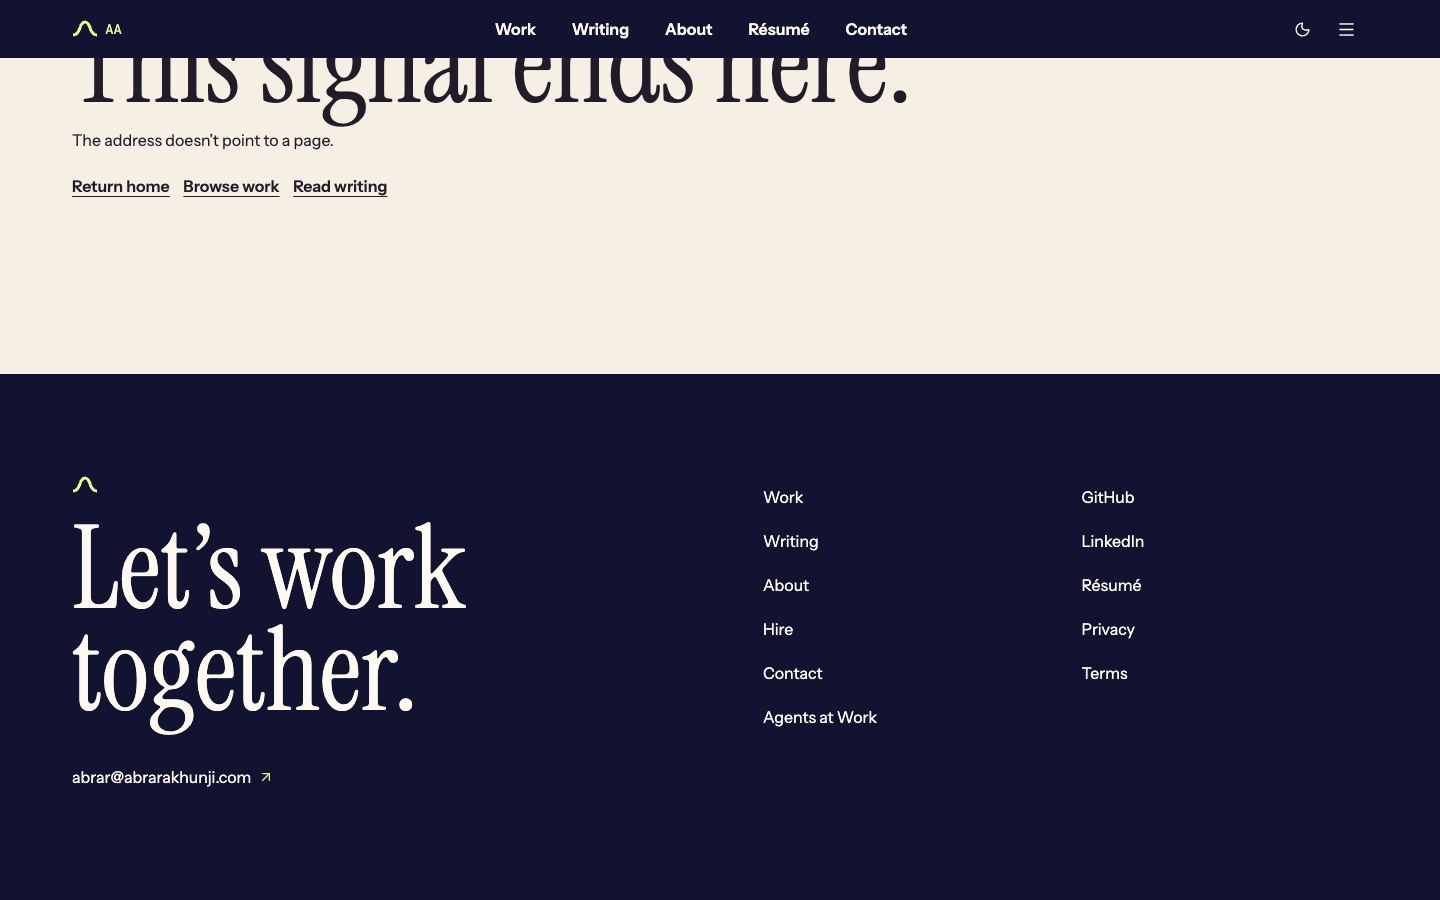 AA
Work Writing About Résumé Contact
This signal ends here.
The address doesn’t point to a page.
Return home Browse work Read writing
Let’s work
together.
abrar@abrarakhunji.com
Work
Writing
About
Hire
Contact
Agents at Work
GitHub
LinkedIn
Résumé
Privacy
Terms